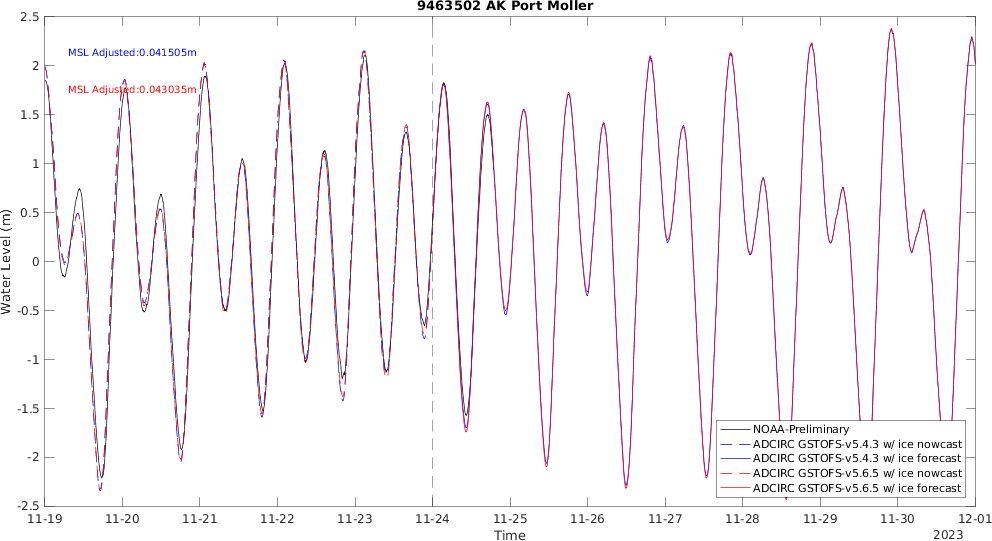 9463502 AK Port Moller
MSL Adjusted:0.041505m
MSL Adjusted:0.043035m
Water Level (m)
2.5
2
1.5
1
0.5
0
-0.5
-1
-1.5
-2
-2.5
NOAA-Preliminary
ADCIRC GSTOFS-v5.4.3 w/ ice nowcast
ADCIRC GSTOFS-v5.4.3 w/ ice forecast
ADCIRC GSTOFS-v5.6.5 w/ ice nowcast
ADCIRC GSTOFS-v5.6.5 w/ ice forecast
11-19 11-20 11-21 11-22 11-23 11-24 11-25 11-26 11-27 11-28 11-29 11-30 12-01
Time
2023